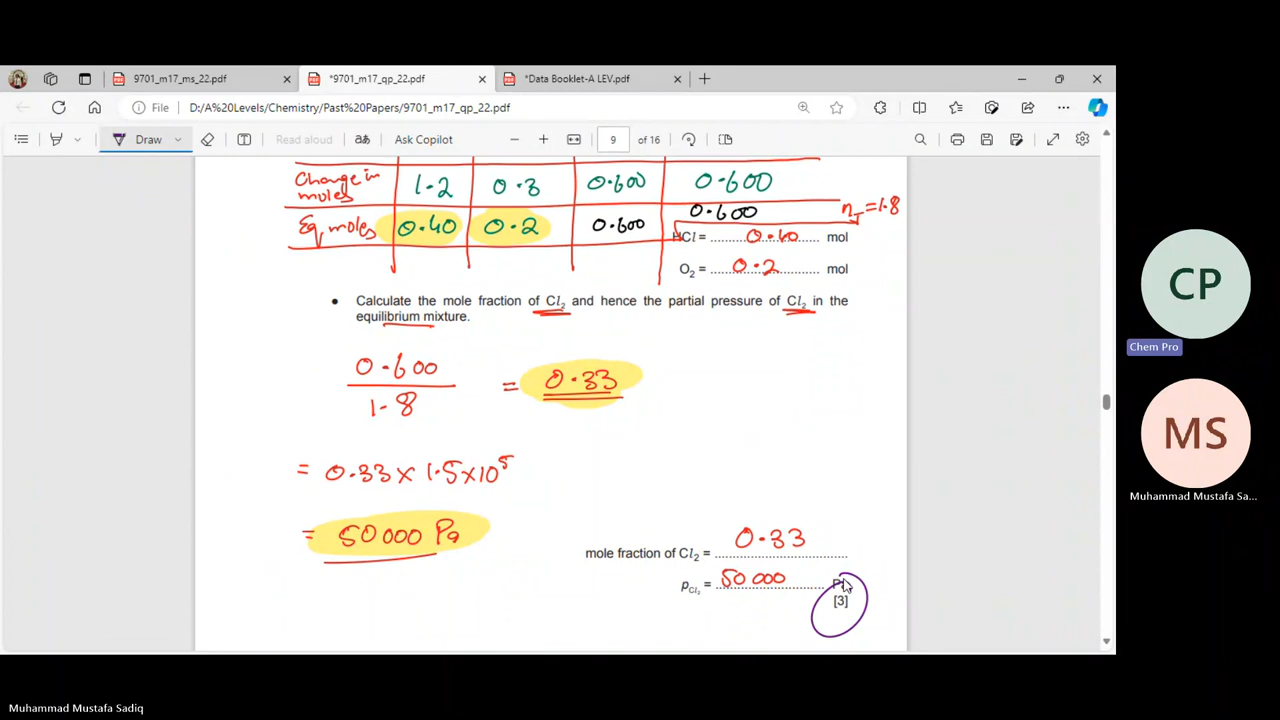 9701_m17_ms_22.pdf
*9701_m17_qp_22.pdf
*Data Booklet-A LEV.pdf
File D:/A%20Levels/Chemistry/Past%20Papers/9701_m17_qp_22.pdf
Draw Read aloud Ask Copilot 9 of 16
Change in moles 1.2 0.3 0.600 0.600
Eq moles 0.40 0.2 0.600 0.600 nT = 1.8
HCl = 0.40 mol
O2 = 0.2 mol
• Calculate the mole fraction of Cl2 and hence the partial pressure of Cl2 in the
equilibrium mixture.
0.600
1.8
= 0.33
= 0.33 x 1.5 x 10^5
= 50 000 Pa
mole fraction of Cl2 = 0.33
pCl2 = 50 000
[3]
CP
Chem Pro
MS
Muhammad Mustafa Sa...
Muhammad Mustafa Sadiq